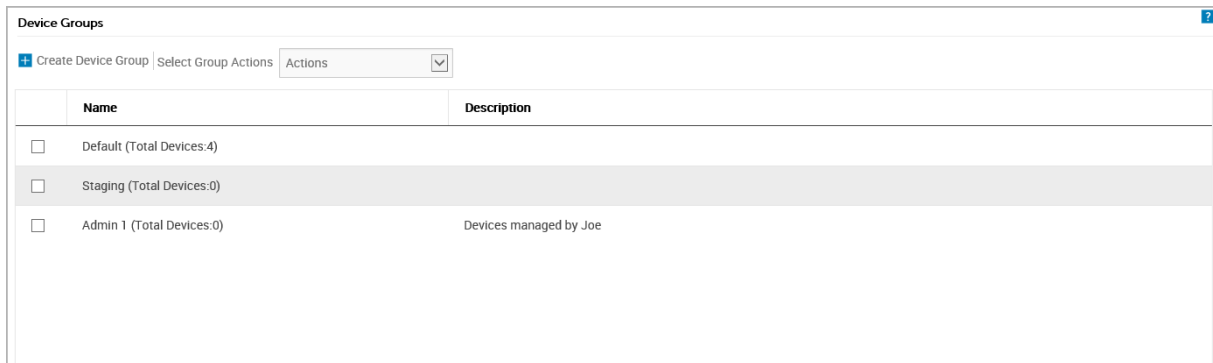 Device Groups
?
Create Device Group Select Group Actions Actions
Name Description
Default (Total Devices:4)
Staging (Total Devices:0)
Admin 1 (Total Devices:0) Devices managed by Joe